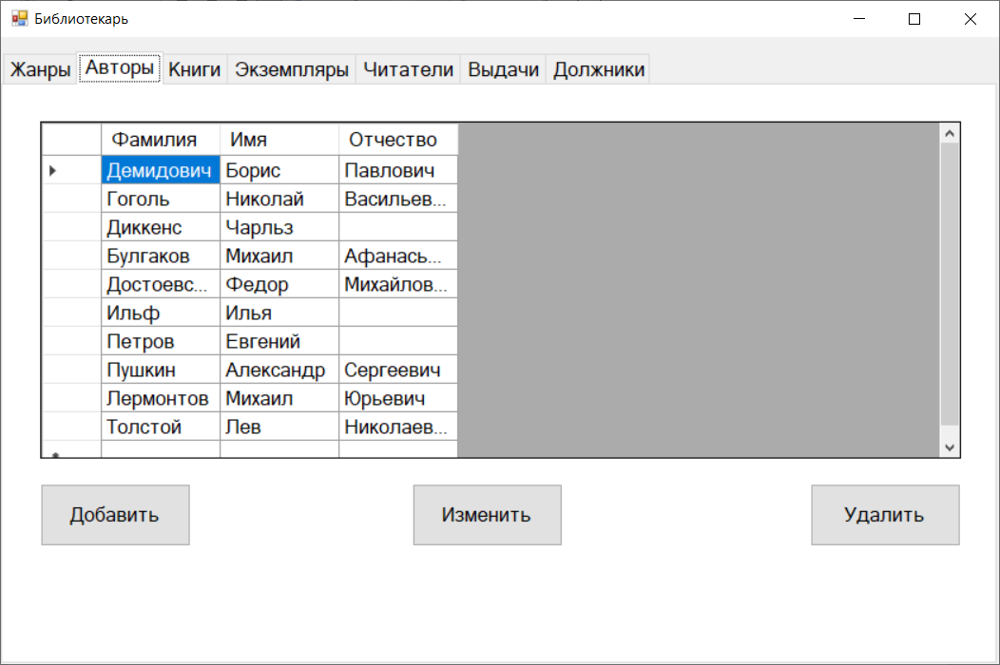 Библиотекарь
Жанры Авторы Книги Экземпляры Читатели Выдачи Должники
Фамилия Имя Отчество
Демидович Борис Павлович
Гоголь Николай Васильев...
Диккенс Чарльз
Булгаков Михаил Афанась...
Достоевс... Федор Михайлов...
Ильф Илья
Петров Евгений
Пушкин Александр Сергеевич
Лермонтов Михаил Юрьевич
Толстой Лев Николаев...
Добавить Изменить Удалить